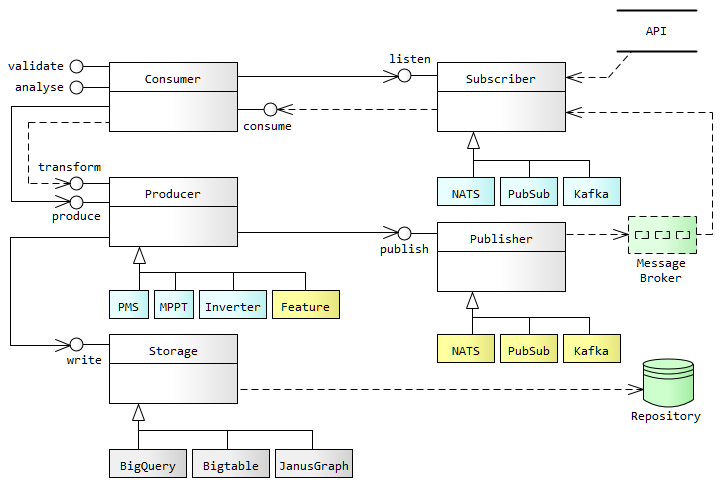 API
listen
validate
Consumer
Subscriber
analyse
consume
transform
NATS
PubSub
Kafka
Producer
produce
publish
Publisher
Message
Broker
PMS
MPPT
Inverter
Feature
NATS
PubSub
Kafka
write
Storage
Repository
BigQuery
Bigtable
JanusGraph